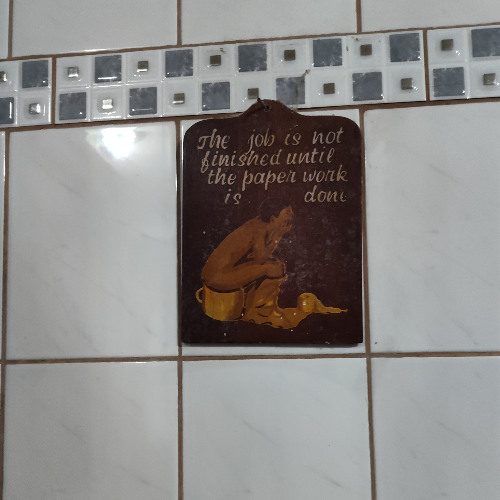 The job is not
finished until
the paper work
is done